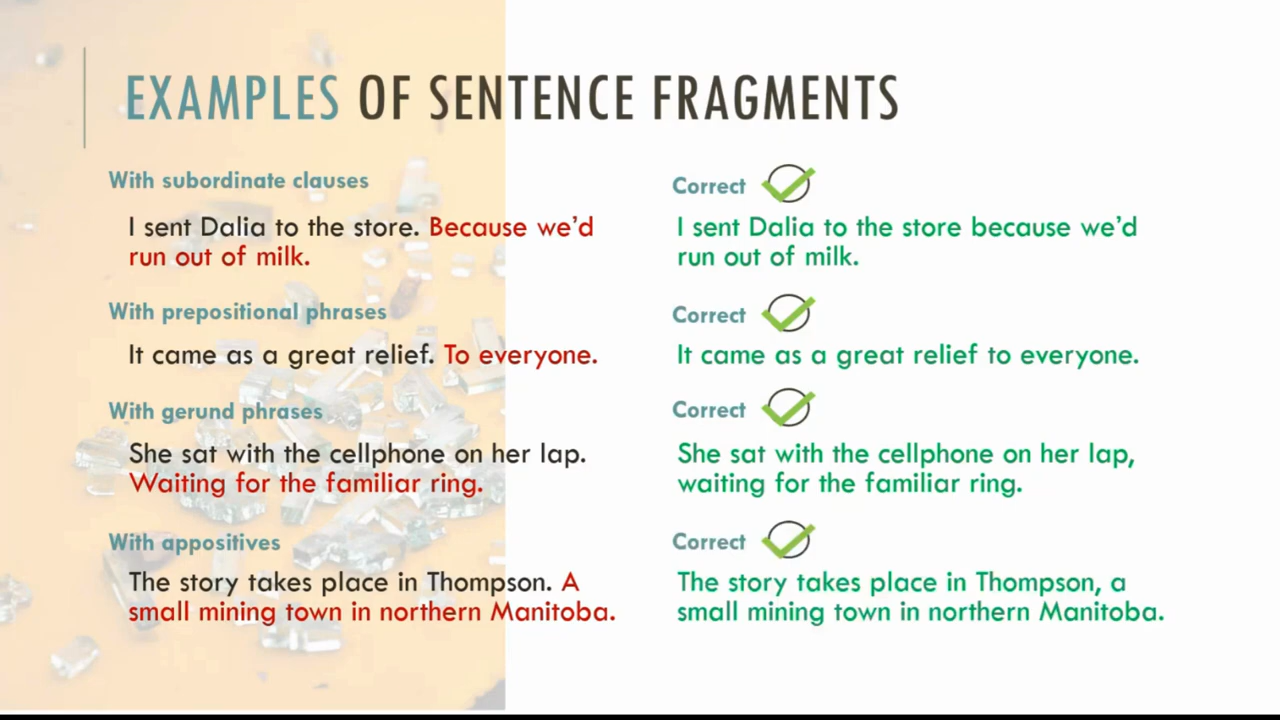 EXAMPLES OF SENTENCE FRAGMENTS
With subordinate clauses
I sent Dalia to the store. Because we’d
run out of milk.
Correct
I sent Dalia to the store because we’d
run out of milk.
With prepositional phrases
It came as a great relief. To everyone.
Correct
It came as a great relief to everyone.
With gerund phrases
She sat with the cellphone on her lap.
Waiting for the familiar ring.
Correct
She sat with the cellphone on her lap,
waiting for the familiar ring.
With appositives
The story takes place in Thompson. A
small mining town in northern Manitoba.
Correct
The story takes place in Thompson, a
small mining town in northern Manitoba.